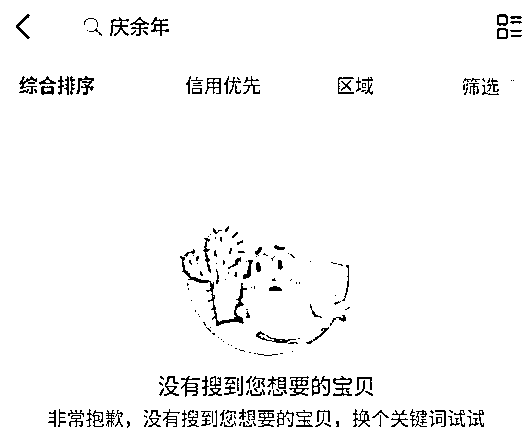 庆余年
综合排序 信用优先 区域 筛选
没有搜到您想要的宝贝
非常抱歉，没有搜到您想要的宝贝，换个关键词试试